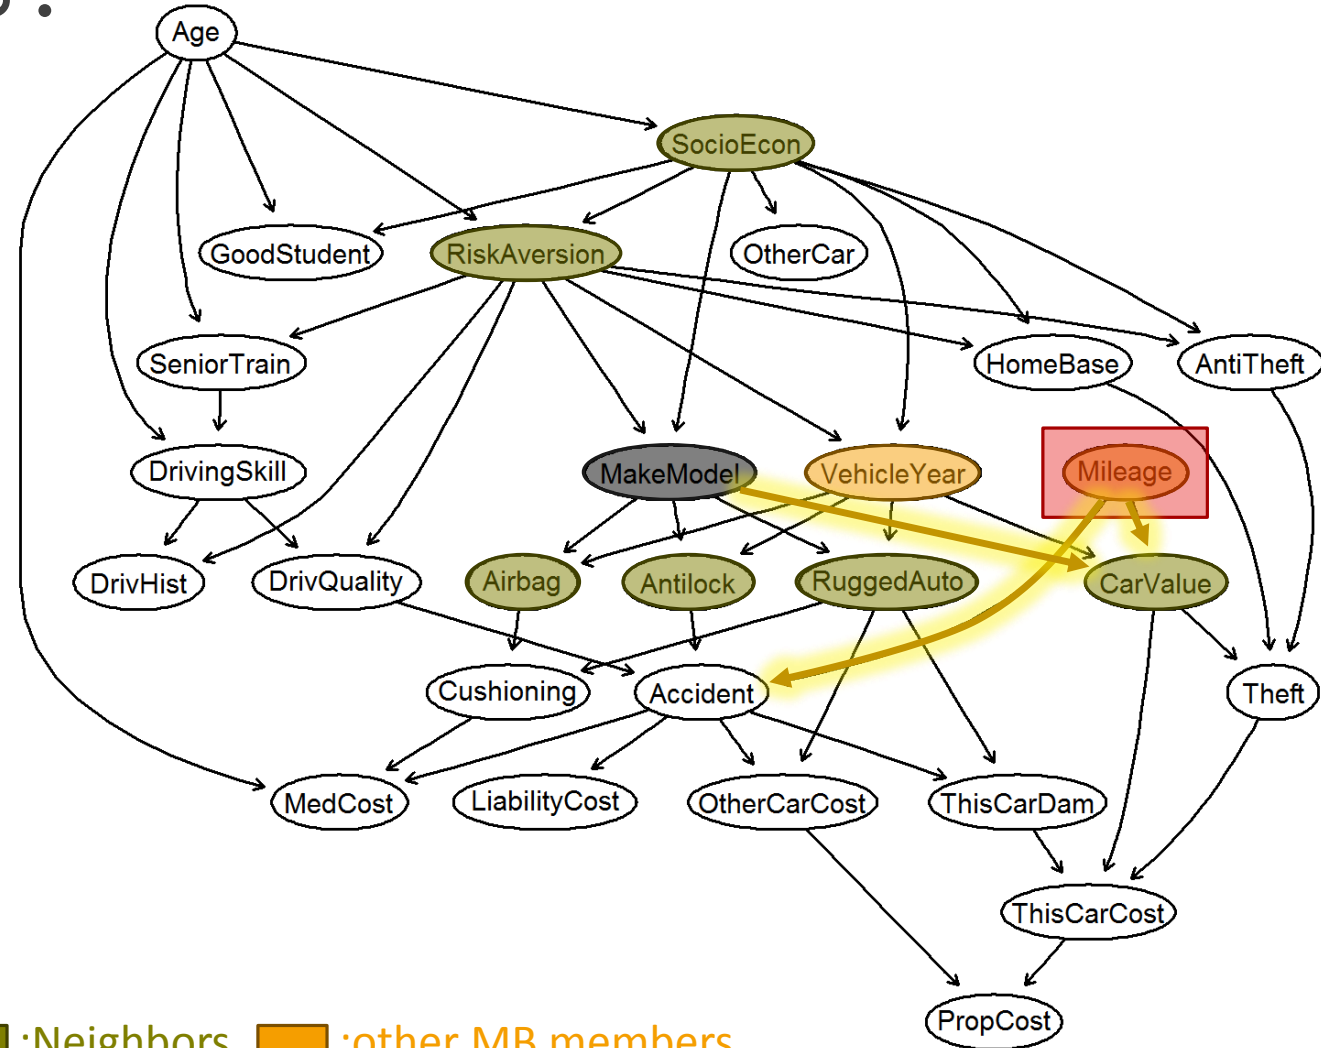 Age
SocioEcon
GoodStudent RiskAversion OtherCar
SeniorTrain HomeBase AntiTheft
DrivingSkill MakeModel VehicleYear Mileage
DrivHist DrivQuality Airbag Antilock RuggedAuto CarValue
Cushioning Accident Theft
MedCost LiabilityCost OtherCarCost ThisCarDam
ThisCarCost
PropCost
:Neighbors :other MB members